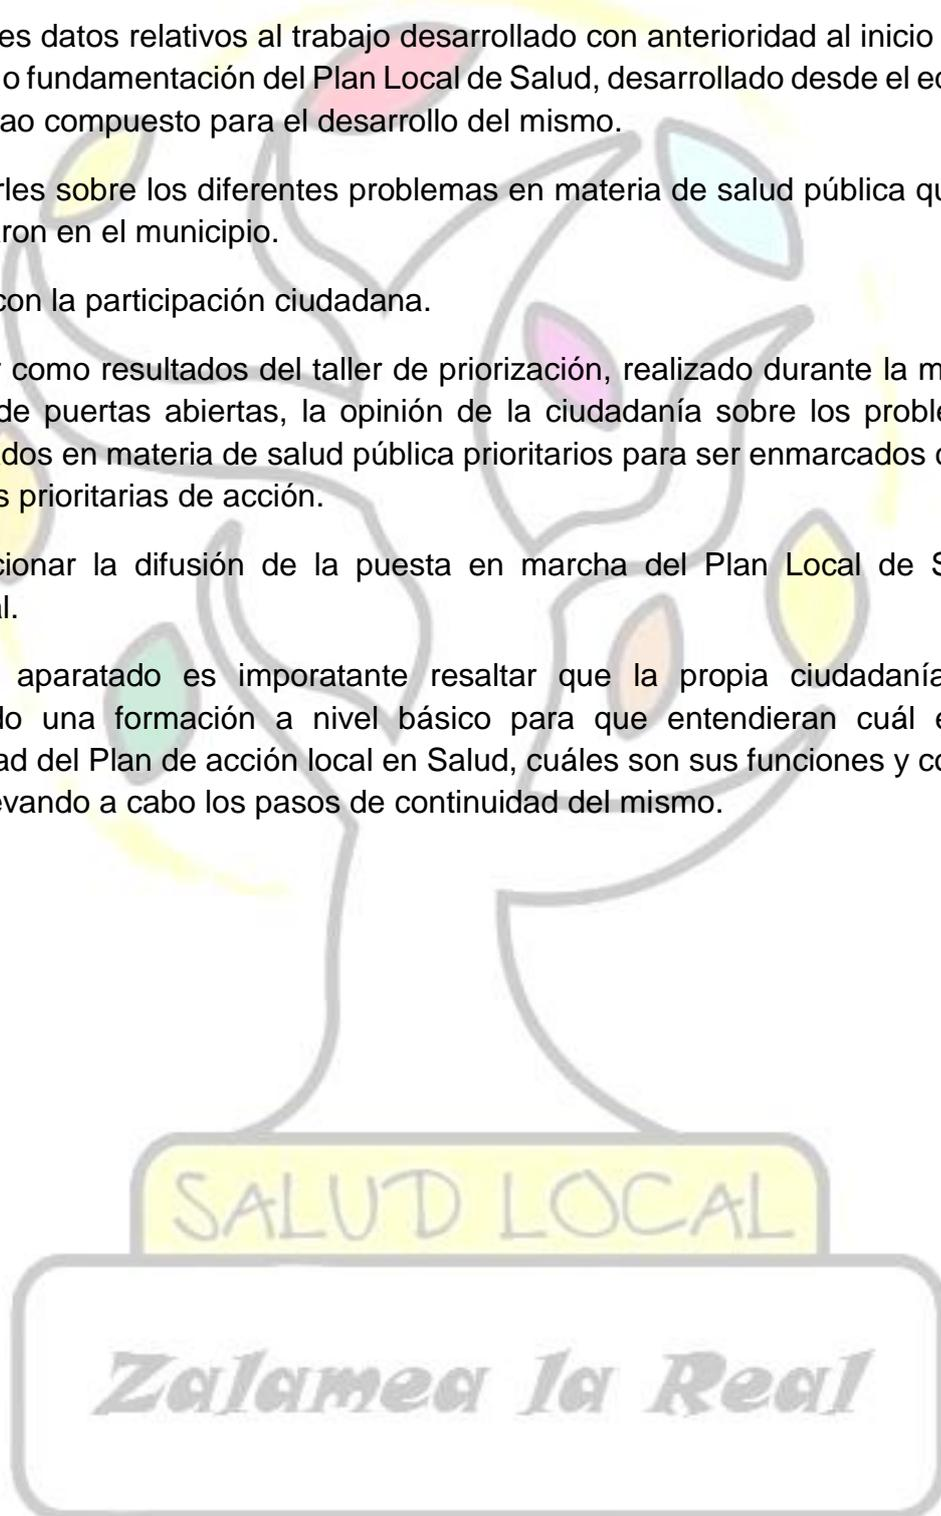 es datos relativos al trabajo desarrollado con anterioridad al inicio
o fundamentación del Plan Local de Salud, desarrollado desde el
ao compuesto para el desarrollo del mismo.
rles sobre los diferentes problemas en materia de salud pública
ron en el municipio.
con la participación ciudadana.
como resultados del taller de priorización, realizado durante la
de puertas abiertas, la opinión de la ciudadanía sobre los
dos en materia de salud pública prioritarios para ser enmarcados
s prioritarias de acción.
cionar la difusión de la puesta en marcha del Plan Local de
l.
aparatado es imporatante resaltar que la propia ciudadanía
do una formación a nivel básico para que entendieran cuál
ad del Plan de acción local en Salud, cuáles son sus funciones y
evando a cabo los pasos de continuidad del mismo.
SALUD LOCAL
Zalamea la Real